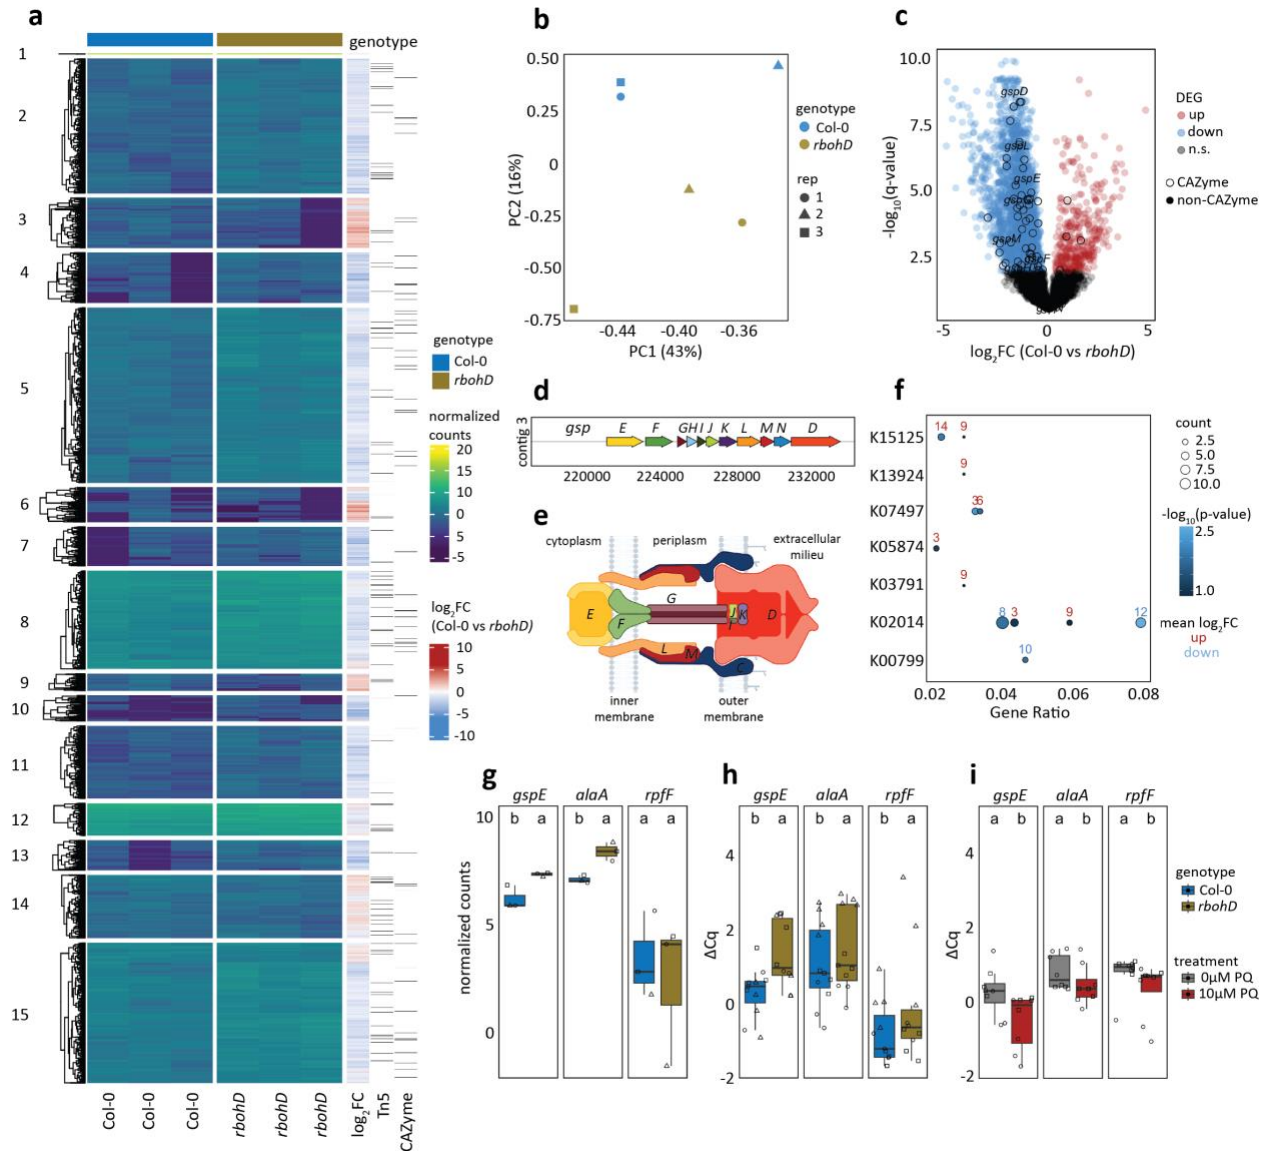 a
genotype
1
2
3
4
5
6
7
8
9
10
11
12
13
14
15
Col-0
Col-0
Col-0
rbohD
rbohD
rbohD
log2FC
Tn5
CAZyme
genotype
Col-0
rbohD
normalized
counts
20
15
10
5
0
-5
log2FC
(Col-0 vs rbohD)
10
5
0
-5
-10
b
0.50
0.25
0
-0.25
-0.50
-0.75
PC2 (16%)
-0.44
-0.40
-0.36
PC1 (43%)
genotype
Col-0
rbohD
rep
1
2
3
c
10.0
7.5
5.0
2.5
-log10(q-value)
gspD
gspL
gspE
gspG
gspM
gspF
-5
0
5
log2FC (Col-0 vs rbohD)
DEG
up
down
n.s.
CAZyme
non-CAZyme
d
contig 3
gsp E F G H I J K L M N D
220000 224000 228000 232000
e
cytoplasm
periplasm
extracellular
milieu
E
F
G
I
J
K
D
L
M
C
inner
membrane
outer
membrane
f
K15125
K13924
K07497
K05874
K03791
K02014
K00799
14 9
9
3 6
3
9
8 3 9 12
10
0.02 0.04 0.06 0.08
Gene Ratio
count
2.5
5.0
7.5
10.0
-log10(p-value)
2.5
1.0
mean log2FC
up
down
g
gspE alaA rpfF
b a b a a a
10
5
0
normalized counts
h
gspE alaA rpfF
b a b a b a
4
2
0
-2
ΔCq
i
gspE alaA rpfF
a b a b a b
4
2
0
-2
ΔCq
genotype
Col-0
rbohD
treatment
0µM PQ
10µM PQ